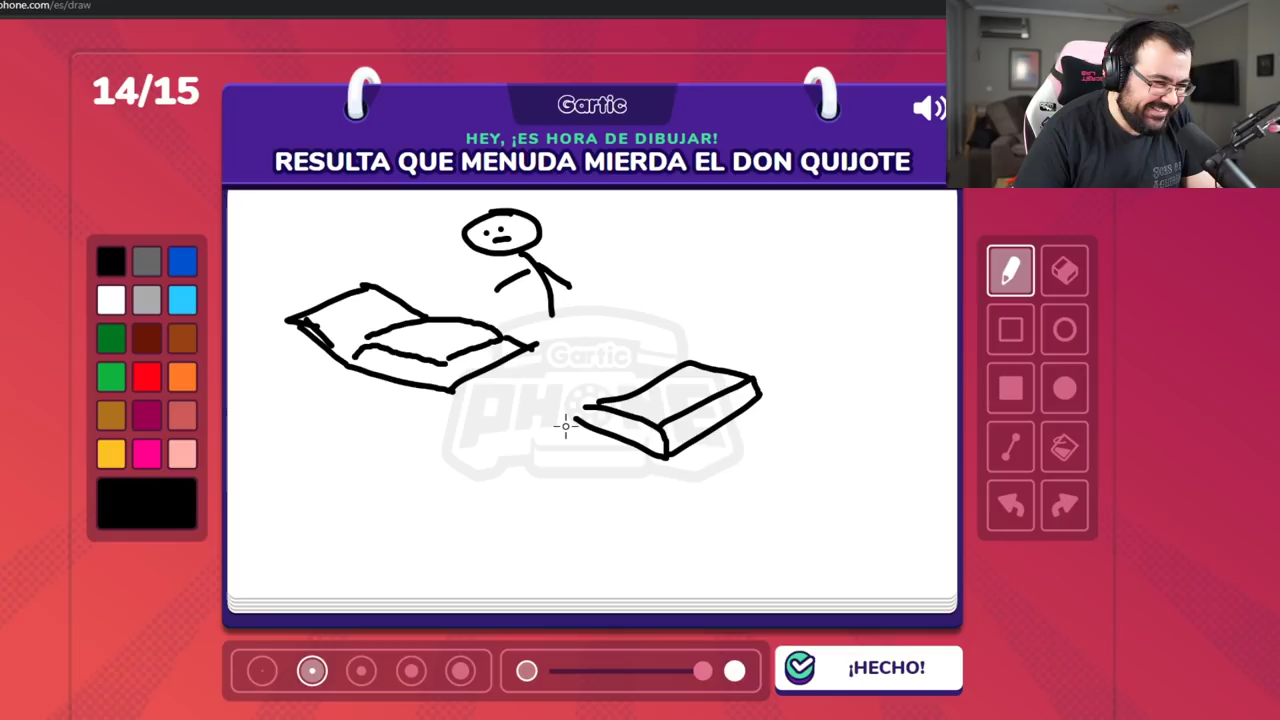 phone.com/es/draw
14/15
Gartic
HEY, ¡ES HORA DE DIBUJAR!
RESULTA QUE MENUDA MIERDA EL DON QUIJOTE
Gartic
PHONE
¡HECHO!